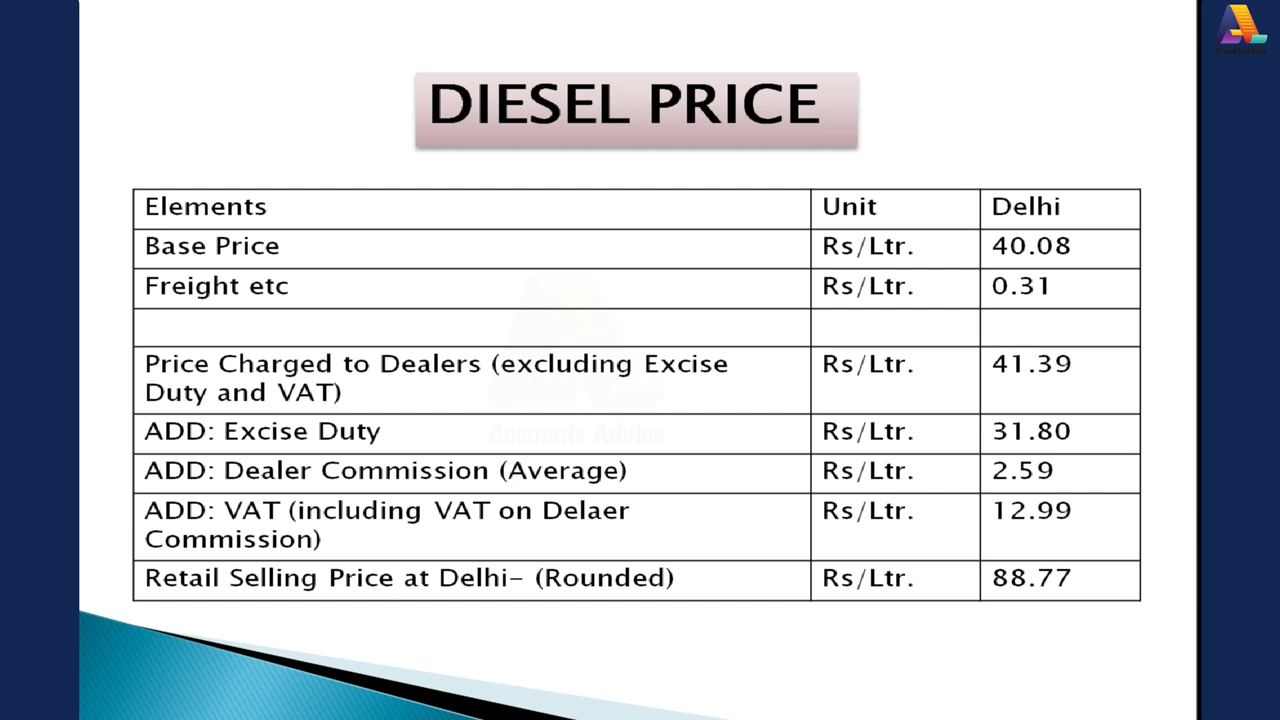 DIESEL PRICE
Elements Unit Delhi
Base Price Rs/Ltr. 40.08
Freight etc Rs/Ltr. 0.31
Price Charged to Dealers (excluding Excise Rs/Ltr. 41.39
Duty and VAT)
ADD: Excise Duty Rs/Ltr. 31.80
ADD: Dealer Commission (Average) Rs/Ltr. 2.59
ADD: VAT (including VAT on Delaer Rs/Ltr. 12.99
Commission)
Retail Selling Price at Delhi- (Rounded) Rs/Ltr. 88.77
Accounts Advice